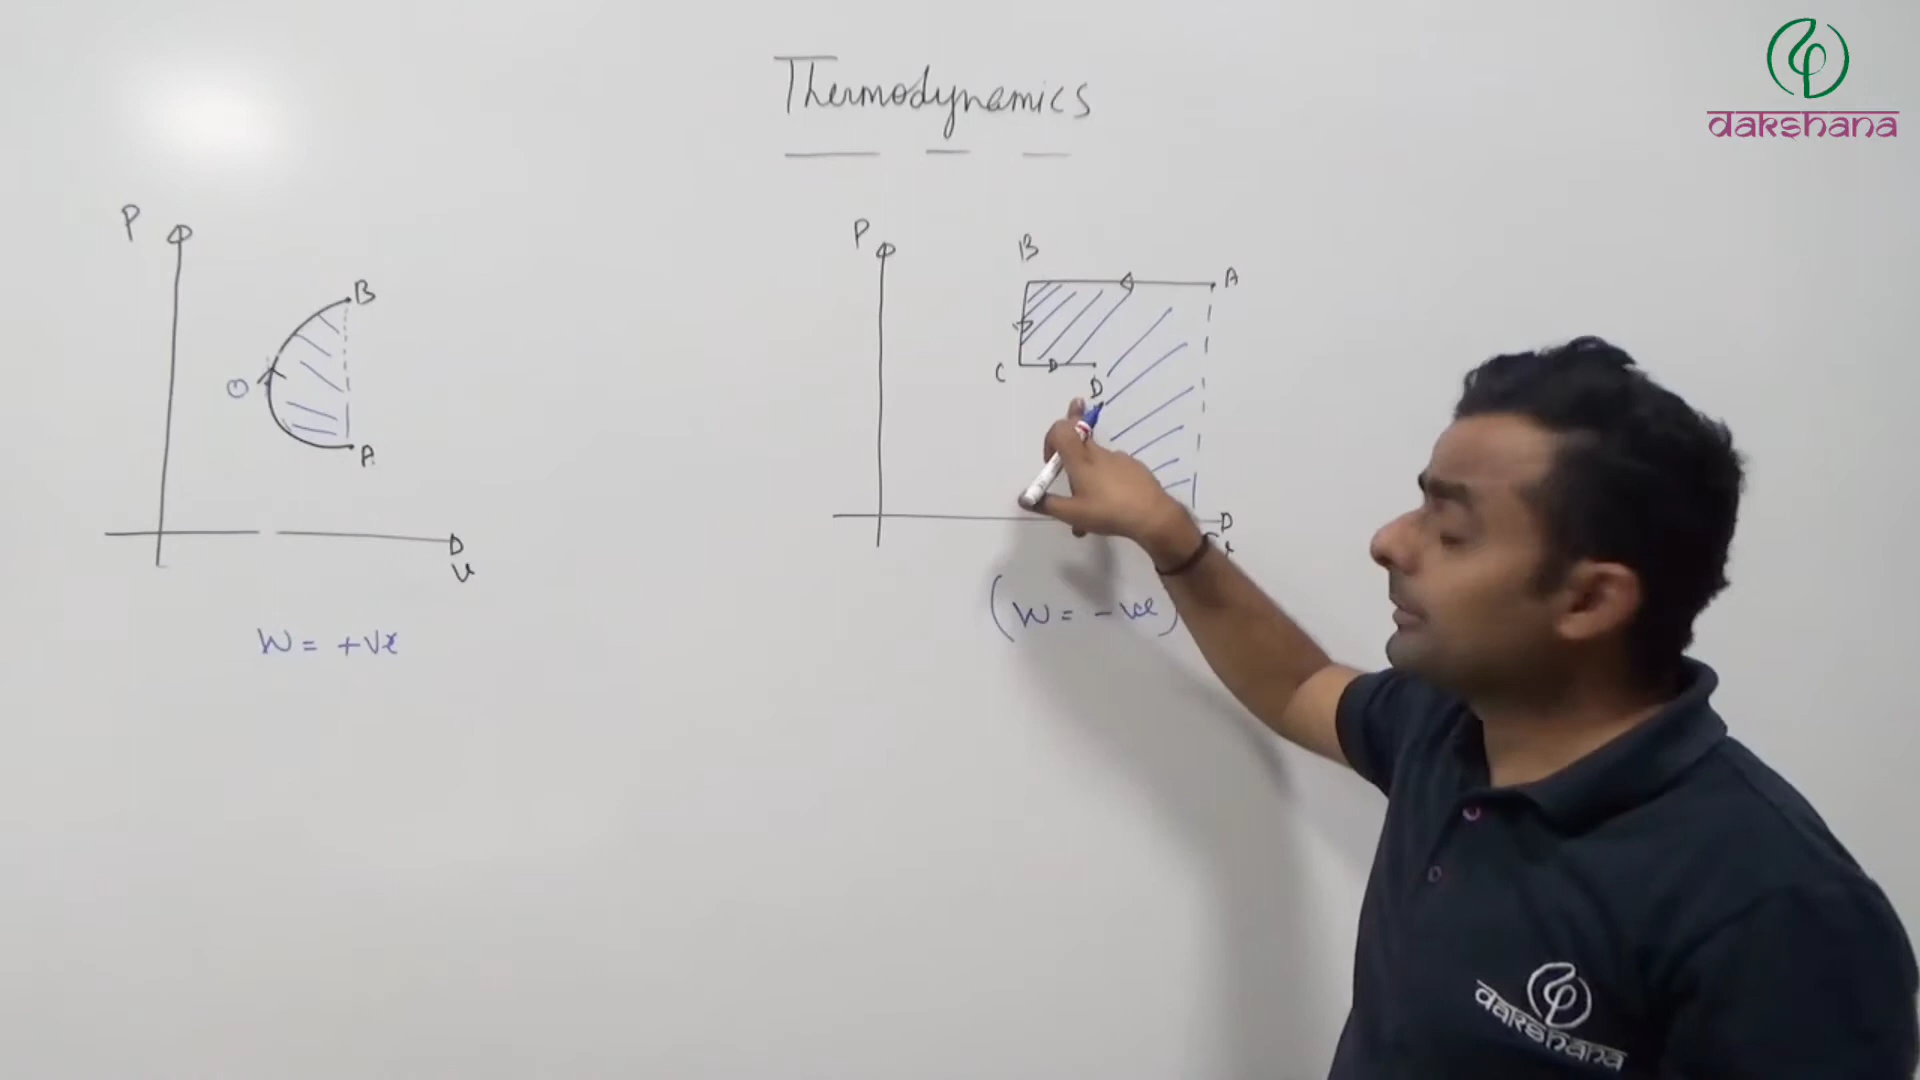 Thermodynamics
dakshana
P
B
A
V
W = +ve
P
B
A
C
D
(W = -ve)
dakshana